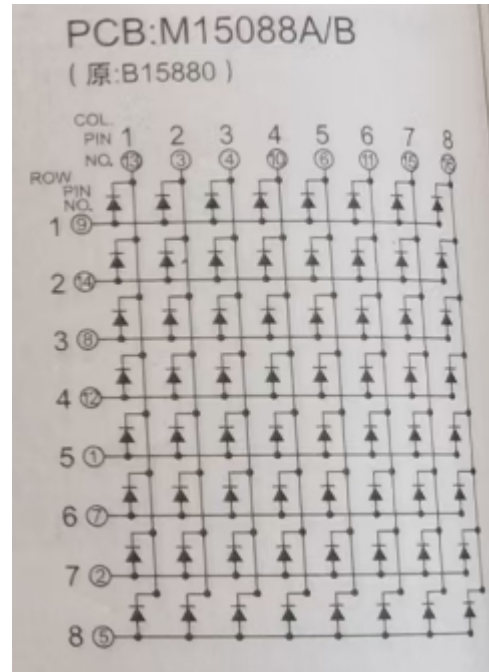 PCB:M15088A/B
(原:B15880)
COL. PIN NO. 1 2 3 4 5 6 7 8
⑬ ③ ④ ⑩ ⑥ ⑪ ⑮ ⑯
ROW PIN NO.
1 ⑨
2 ⑭
3 ⑧
4 ⑫
5 ①
6 ⑦
7 ②
8 ⑤